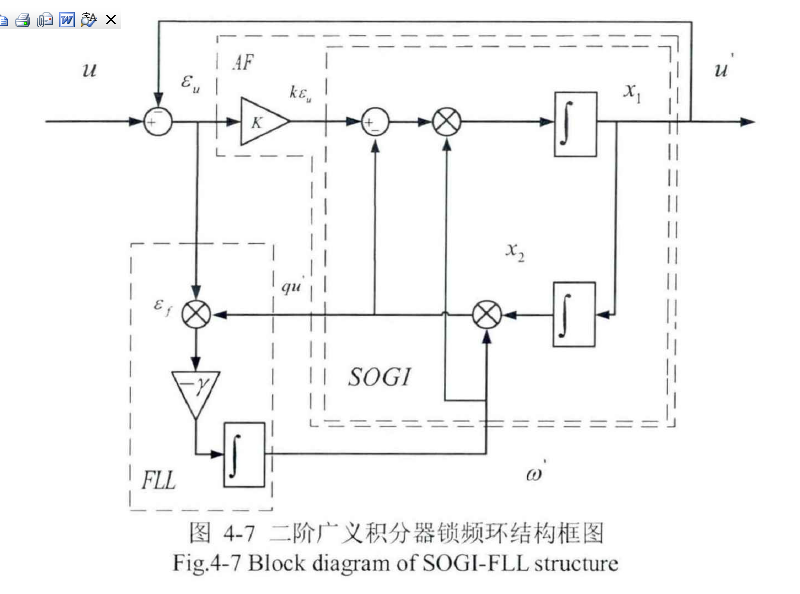 u
ε_u
AF
kε_u
K
x_1
u'
+
−
+
−
∫
x_2
qu'
ε_f
∫
−γ
SOGI
∫
FLL
ω'
图 4-7 二阶广义积分器锁频环结构框图
Fig.4-7 Block diagram of SOGI-FLL structure